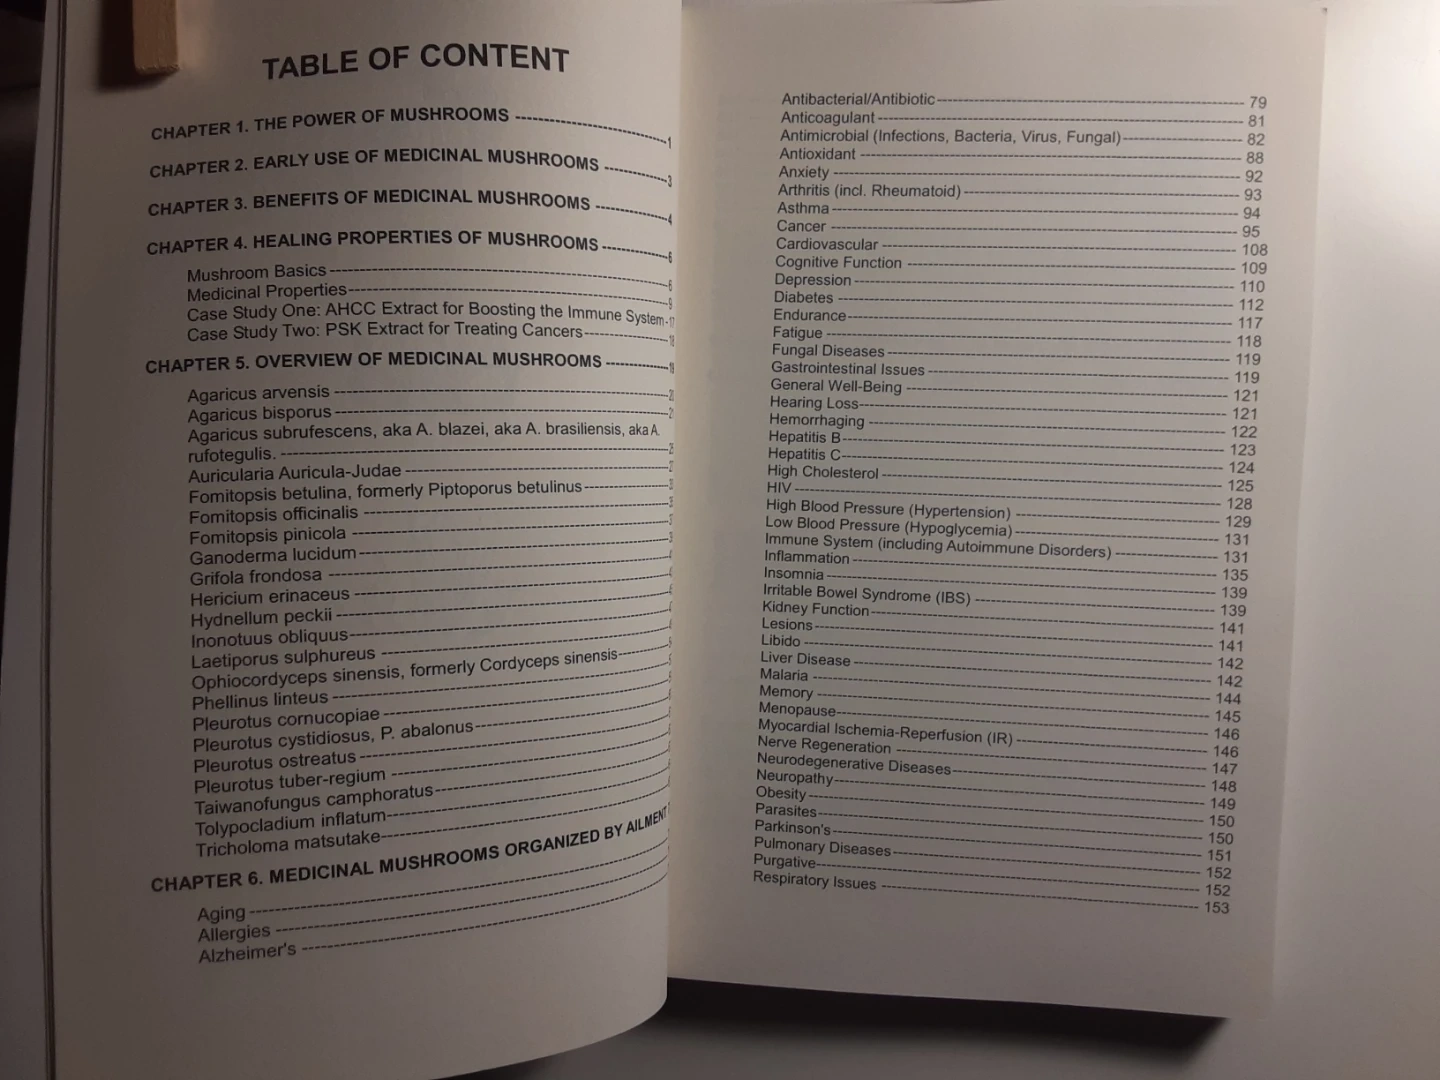 TABLE OF CONTENT
CHAPTER 1. THE POWER OF MUSHROOMS ---------- 1
CHAPTER 2. EARLY USE OF MEDICINAL MUSHROOMS ---------- 3
CHAPTER 3. BENEFITS OF MEDICINAL MUSHROOMS ---------- 4
CHAPTER 4. HEALING PROPERTIES OF MUSHROOMS ---------- 6
Mushroom Basics ---------- 6
Medicinal Properties ---------- 9
Case Study One: AHCC Extract for Boosting the Immune System - 17
Case Study Two: PSK Extract for Treating Cancers ----------
CHAPTER 5. OVERVIEW OF MEDICINAL MUSHROOMS ----------
Agaricus arvensis ----------
Agaricus bisporus ----------
Agaricus subrufescens, aka A. blazei, aka A. brasiliensis, aka A.
rufotegulis. ----------
Auricularia Auricula-Judae ----------
Fomitopsis betulina, formerly Piptoporus betulinus ----------
Fomitopsis officinalis ----------
Fomitopsis pinicola ----------
Ganoderma lucidum ----------
Grifola frondosa ----------
Hericium erinaceus ----------
Hydnellum peckii ----------
Inonotuus obliquus ----------
Laetiporus sulphureus ----------
Ophiocordyceps sinensis, formerly Cordyceps sinensis ----------
Phellinus linteus ----------
Pleurotus cornucopiae ----------
Pleurotus cystidiosus, P. abalonus ----------
Pleurotus ostreatus ----------
Pleurotus tuber-regium ----------
Taiwanofungus camphoratus ----------
Tolypocladium inflatum ----------
Tricholoma matsutake ----------
CHAPTER 6. MEDICINAL MUSHROOMS ORGANIZED BY AILMENT
Aging ----------
Allergies ----------
Alzheimer's ----------
Antibacterial/Antibiotic ---------- 79
Anticoagulant ---------- 81
Antimicrobial (Infections, Bacteria, Virus, Fungal) ---------- 82
Antioxidant ---------- 88
Anxiety ---------- 92
Arthritis (incl. Rheumatoid) ---------- 93
Asthma ---------- 94
Cancer ---------- 95
Cardiovascular ---------- 108
Cognitive Function ---------- 109
Depression ---------- 110
Diabetes ---------- 112
Endurance ---------- 117
Fatigue ---------- 118
Fungal Diseases ---------- 119
Gastrointestinal Issues ---------- 119
General Well-Being ---------- 121
Hearing Loss ---------- 121
Hemorrhaging ---------- 122
Hepatitis B ---------- 123
Hepatitis C ---------- 124
High Cholesterol ---------- 125
HIV ---------- 128
High Blood Pressure (Hypertension) ---------- 129
Low Blood Pressure (Hypoglycemia) ---------- 131
Immune System (including Autoimmune Disorders) ---------- 131
Inflammation ---------- 135
Insomnia ---------- 139
Irritable Bowel Syndrome (IBS) ---------- 139
Kidney Function ---------- 141
Lesions ---------- 141
Libido ---------- 142
Liver Disease ---------- 142
Malaria ---------- 144
Memory ---------- 145
Menopause ---------- 146
Myocardial Ischemia-Reperfusion (IR) ---------- 146
Nerve Regeneration ---------- 147
Neurodegenerative Diseases ---------- 148
Neuropathy ---------- 149
Obesity ---------- 150
Parasites ---------- 150
Parkinson's ---------- 151
Pulmonary Diseases ---------- 152
Purgative ---------- 152
Respiratory Issues ---------- 153